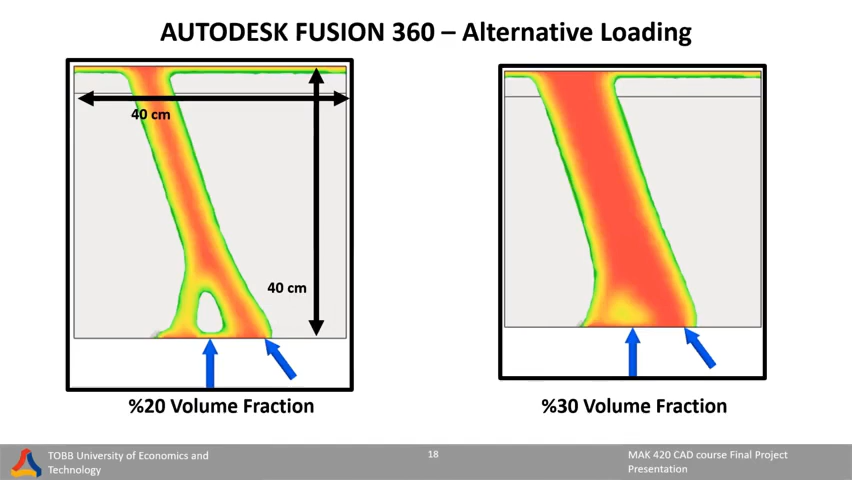 AUTODESK FUSION 360 – Alternative Loading
40 cm
40 cm
%20 Volume Fraction
%30 Volume Fraction
TOBB University of Economics and
Technology
18
MAK 420 CAD course Final Project
Presentation